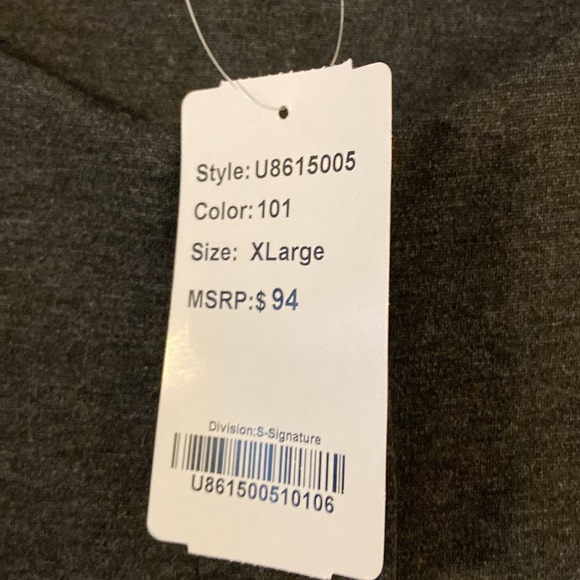 Style: U8615005
Color: 101
Size: XLarge
MSRP:$ 94
Division:S-Signature
U861500510106